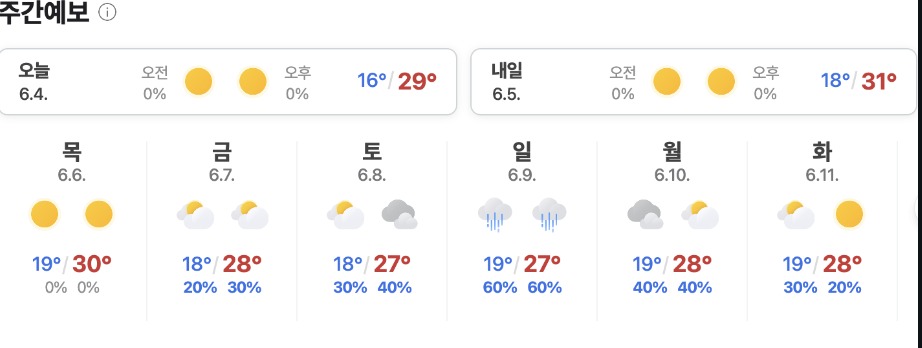 주간예보
오늘
6.4.
오전
0%
오후
0%
16°/29°
내일
6.5.
오전
0%
오후
0%
18°/31°
목
6.6.
19°/30°
0% 0%
금
6.7.
18°/28°
20% 30%
토
6.8.
18°/27°
30% 40%
일
6.9.
19°/27°
60% 60%
월
6.10.
19°/28°
40% 40%
화
6.11.
19°/28°
30% 20%